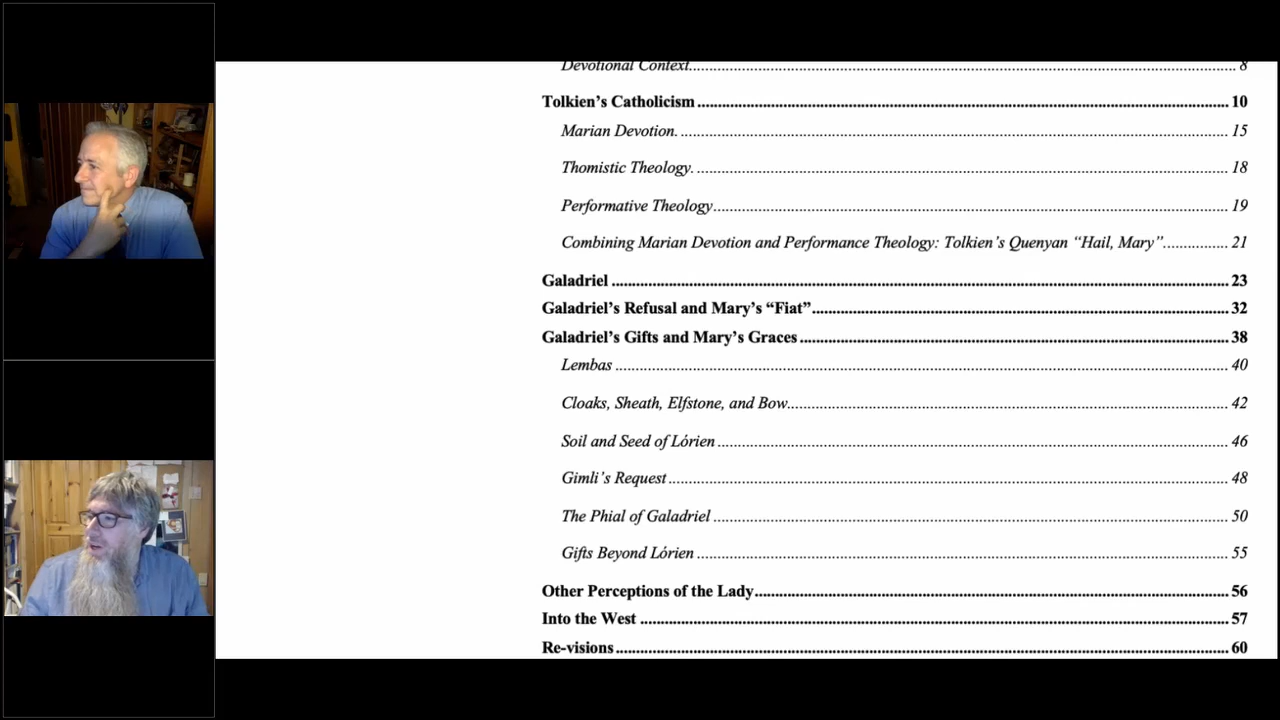 Devotional Context.................................................................................................................. 8
Tolkien's Catholicism .............................................................................................................. 10
Marian Devotion. ................................................................................................................... 15
Thomistic Theology. ................................................................................................................ 18
Performative Theology............................................................................................................. 19
Combining Marian Devotion and Performance Theology: Tolkien's Quenyan “Hail, Mary”............... 21
Galadriel ................................................................................................................................ 23
Galadriel's Refusal and Mary's “Fiat”..................................................................................... 32
Galadriel's Gifts and Mary's Graces ........................................................................................ 38
Lembas .................................................................................................................................. 40
Cloaks, Sheath, Elfstone, and Bow............................................................................................ 42
Soil and Seed of Lórien ............................................................................................................ 46
Gimli's Request ...................................................................................................................... 48
The Phial of Galadriel ............................................................................................................. 50
Gifts Beyond Lórien ................................................................................................................ 55
Other Perceptions of the Lady.................................................................................................. 56
Into the West .......................................................................................................................... 57
Re-visions ............................................................................................................................... 60